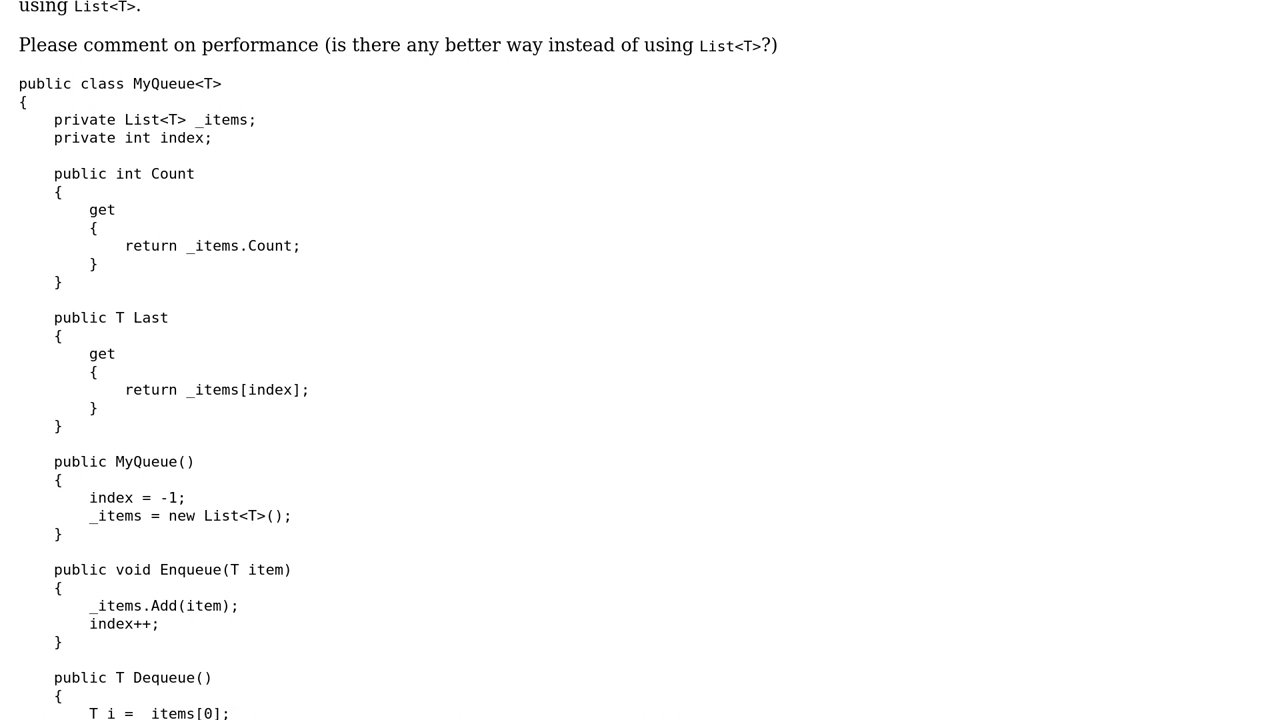 using List<T>.
Please comment on performance (is there any better way instead of using List<T>?)
public class MyQueue<T>
{
    private List<T> _items;
    private int index;

    public int Count
    {
        get
        {
            return _items.Count;
        }
    }

    public T Last
    {
        get
        {
            return _items[index];
        }
    }

    public MyQueue()
    {
        index = -1;
        _items = new List<T>();
    }

    public void Enqueue(T item)
    {
        _items.Add(item);
        index++;
    }

    public T Dequeue()
    {
        T i = _items[0];